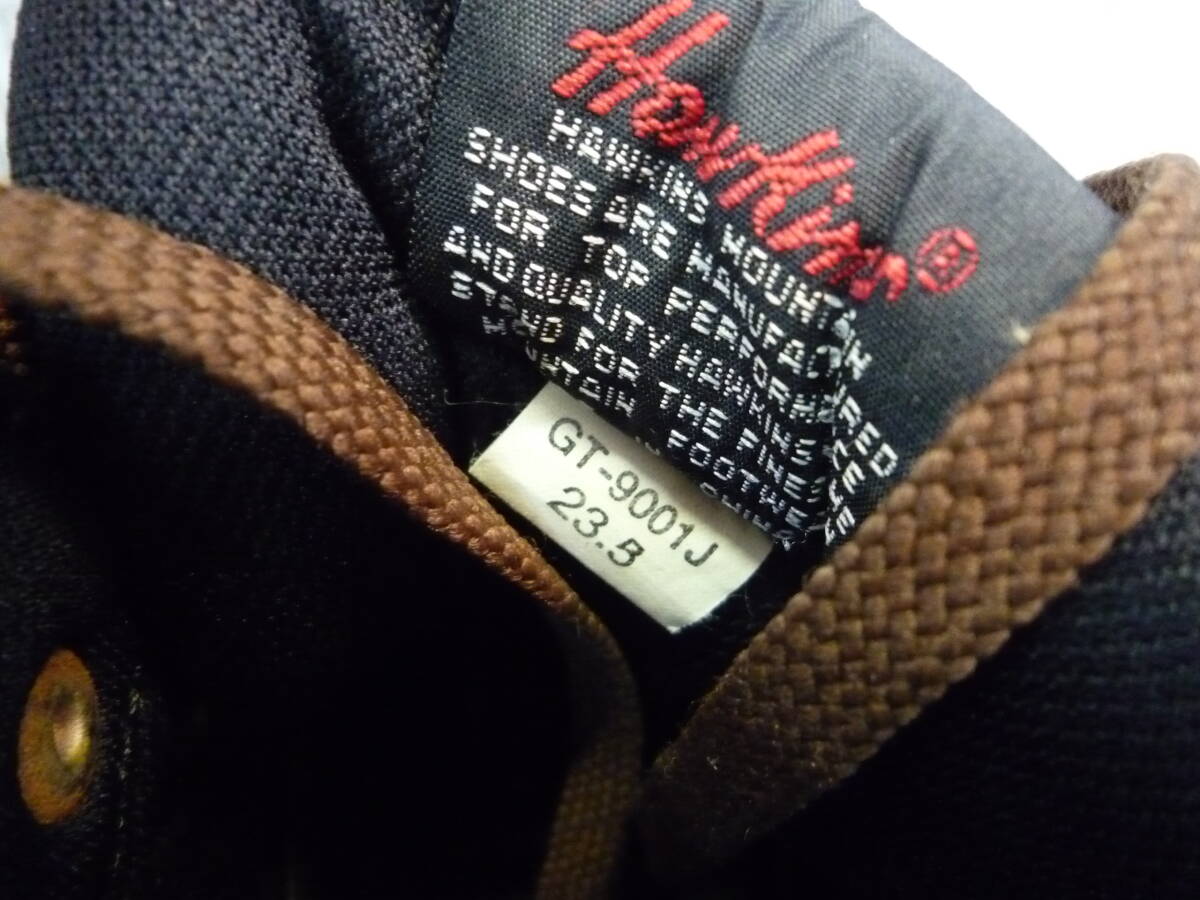 Hawkins ®
HAWKINS MOUNTAIN
SHOES ARE MANUFACTURED
FOR TOP PERFORMANCE
AND QUALITY HAWKINS
STAND FOR THE FINEST
MOUNTAIN FOOTWEAR
GT-9001J
23.5